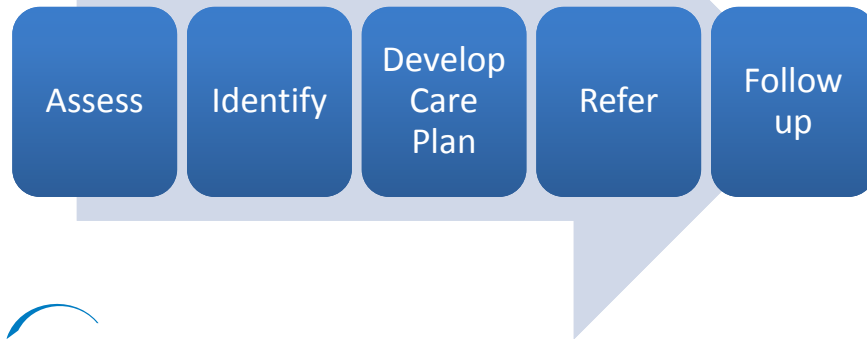 Assess
Identify
Develop
Care
Plan
Refer
Follow
up